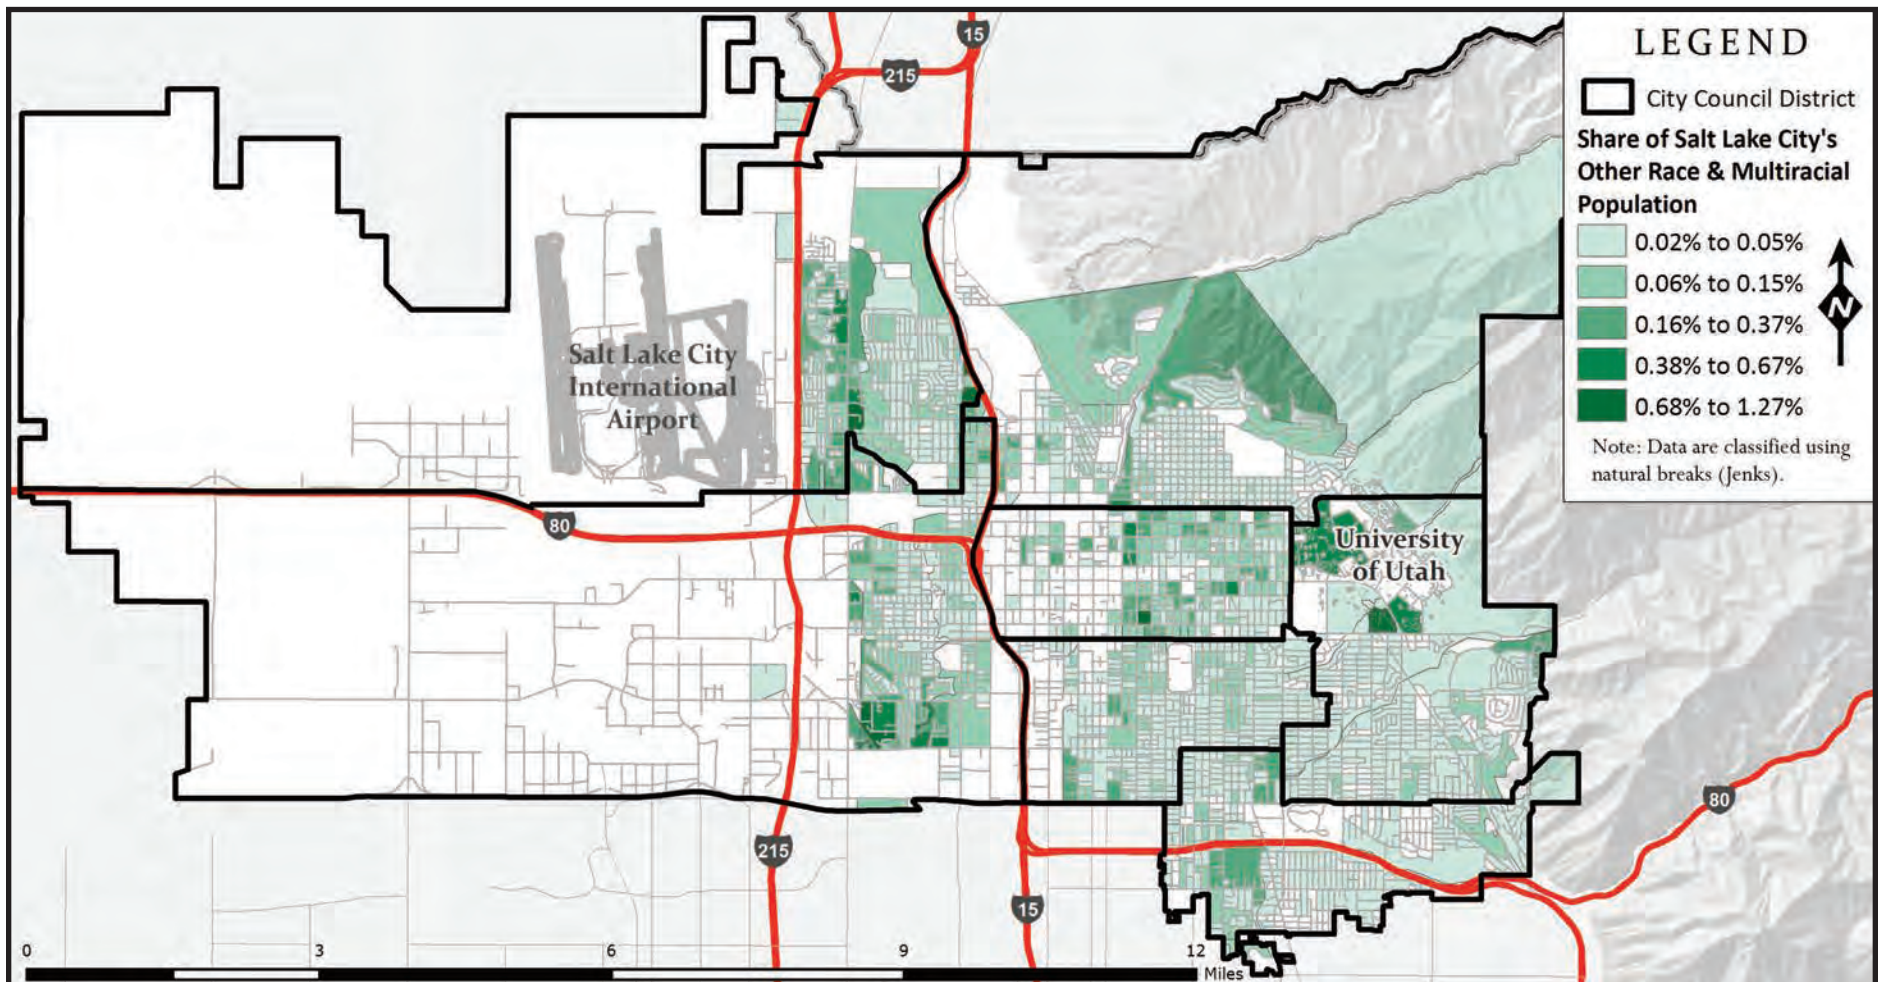 LEGEND
City Council District
Share of Salt Lake City's
Other Race & Multiracial
Population
0.02% to 0.05%
0.06% to 0.15%
0.16% to 0.37%
0.38% to 0.67%
0.68% to 1.27%
N
Note: Data are classified using
natural breaks (Jenks).
15
215
Salt Lake City
International
Airport
80
University
of Utah
80
215
15
0 3 6 9 12
Miles